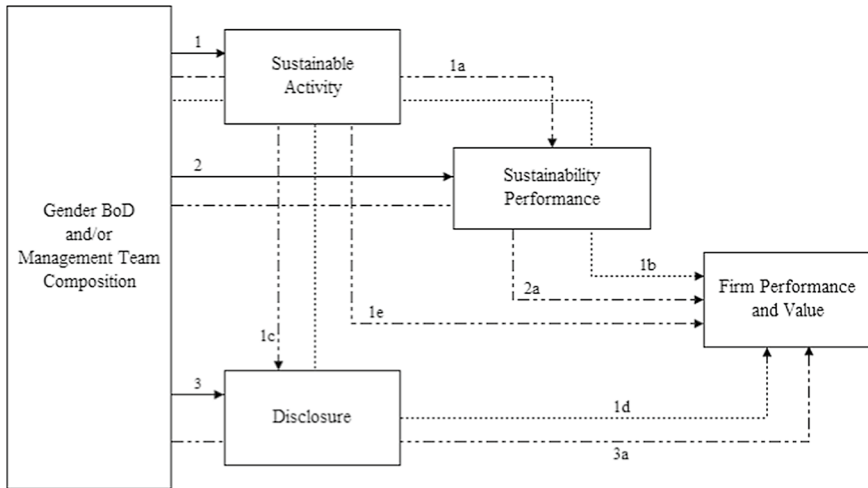 1
Sustainable
Activity
1a
2
Sustainability
Performance
Gender BoD
and/or
Management Team
Composition
1b
2a
Firm Performance
and Value
1e
1c
3
Disclosure
1d
3a